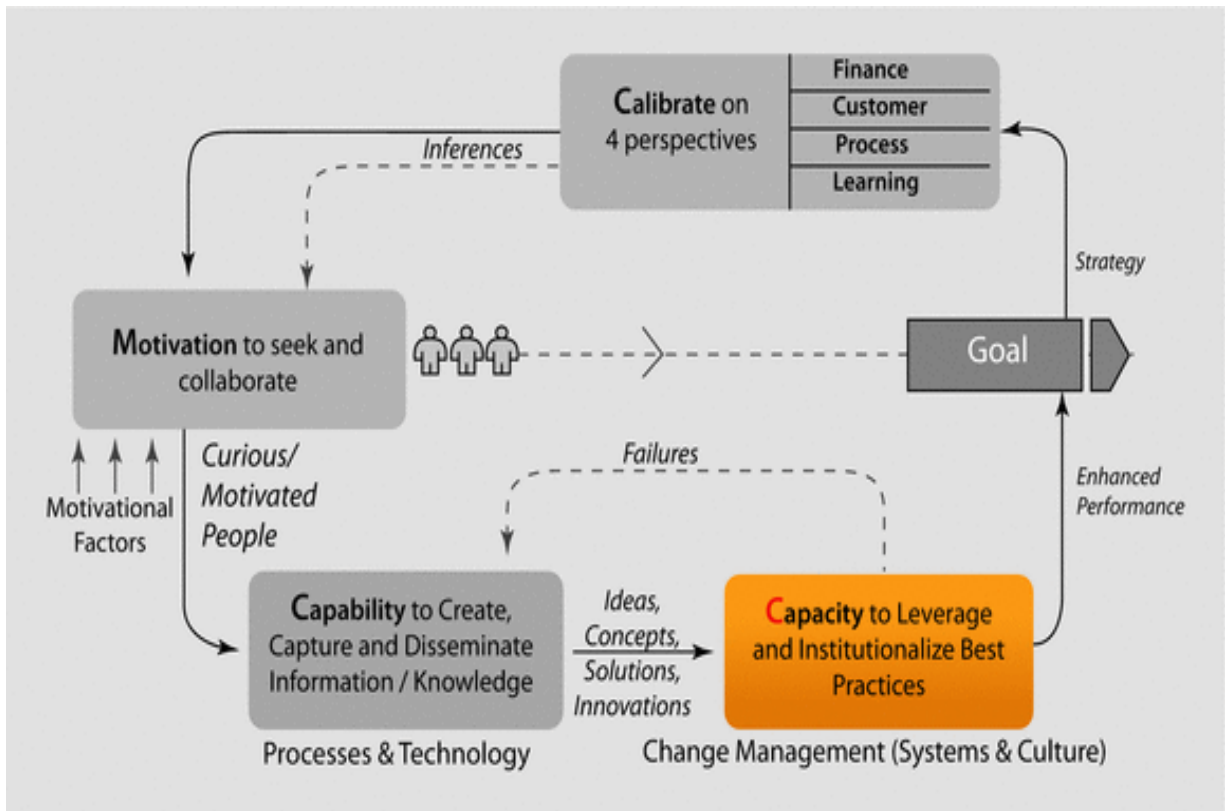 Calibrate on
4 perspectives
Finance
Customer
Process
Learning
Inferences
Strategy
Motivation to seek and
collaborate
Goal
Motivational
Factors
Curious/
Motivated
People
Failures
Enhanced
Performance
Capability to Create,
Capture and Disseminate
Information / Knowledge
Ideas,
Concepts,
Solutions,
Innovations
Capacity to Leverage
and Institutionalize Best
Practices
Processes & Technology
Change Management (Systems & Culture)